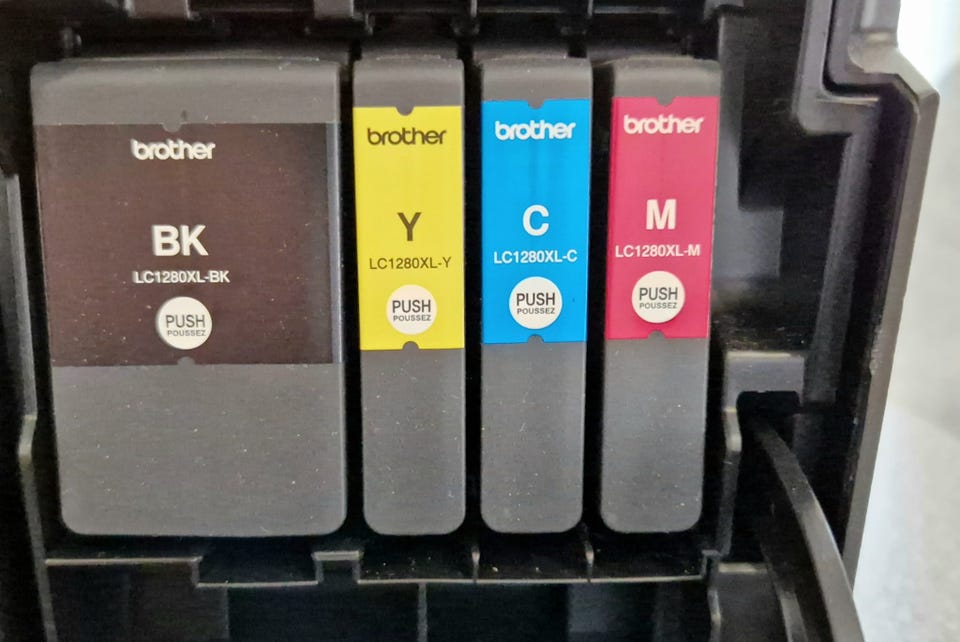 brother
BK
LC1280XL-BK
PUSH
POUSSEZ
brother
Y
LC1280XL-Y
PUSH
POUSSEZ
brother
C
LC1280XL-C
PUSH
POUSSEZ
brother
M
LC1280XL-M
PUSH
POUSSEZ